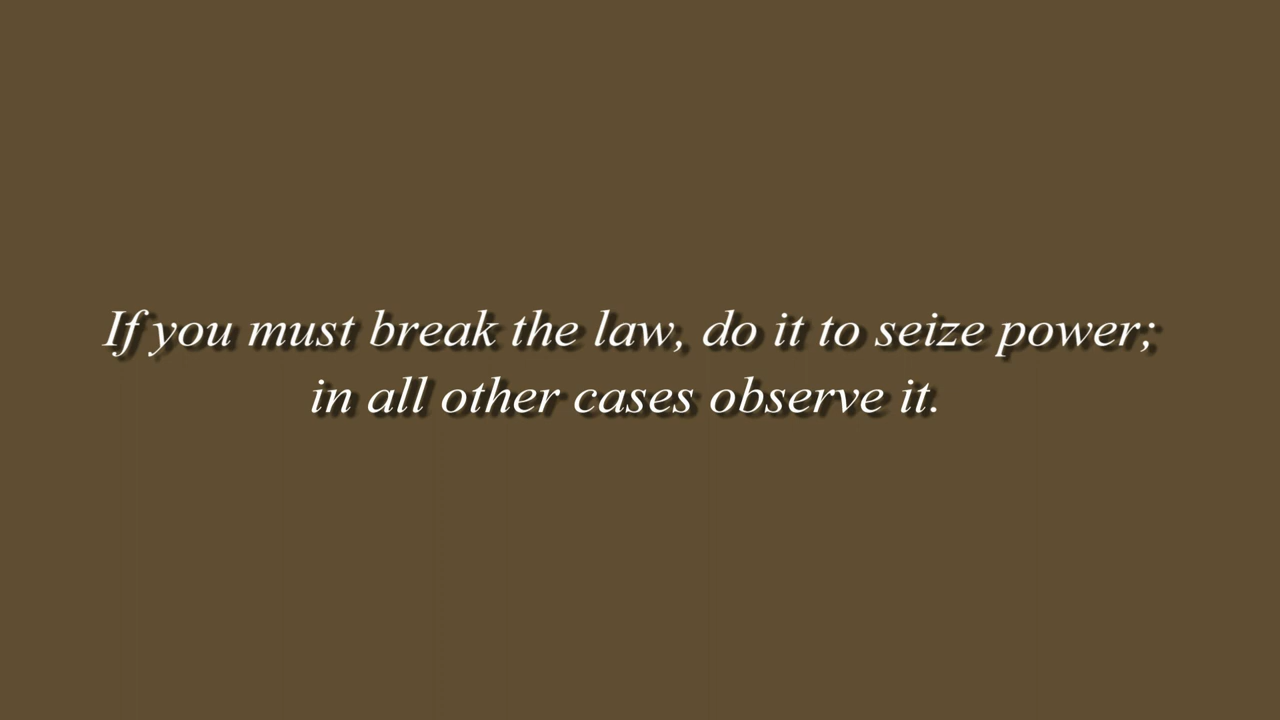 If you must break the law, do it to seize power;
in all other cases observe it.